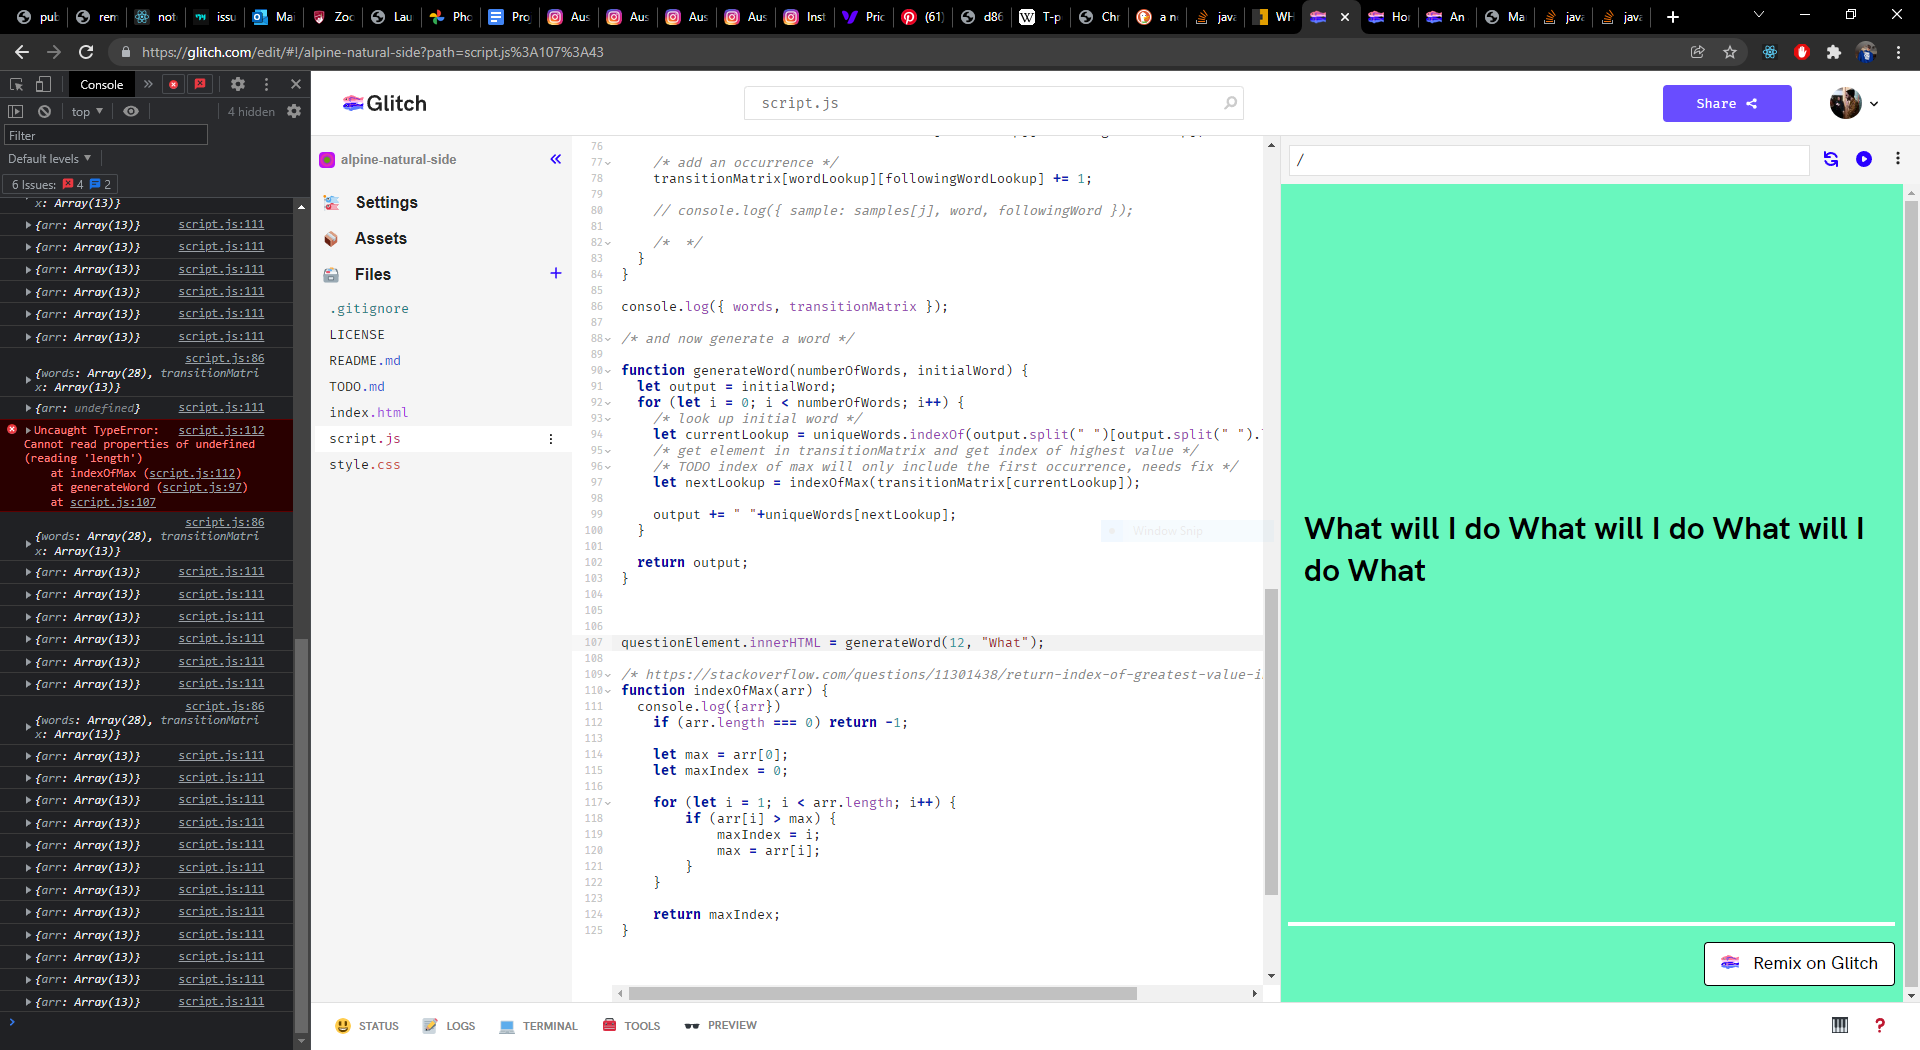 pu
rem
not
issu
Mai
Zoc
Lau
Pho
Proj
Aus
Aus
Aus
Aus
Inst
Pric
(61)
d86
T-p
Chr
a n
java
WH
Hor
An
Ma
java
java
https://glitch.com/edit/#!/alpine-natural-side?path=script.js%3A107%3A43
Console
top
4 hidden
Filter
Default levels
6 Issues: 4 2
x: Array(13)}
{arr: Array(13)} script.js:111
{arr: Array(13)} script.js:111
{arr: Array(13)} script.js:111
{arr: Array(13)} script.js:111
{arr: Array(13)} script.js:111
{arr: Array(13)} script.js:111
script.js:86
{words: Array(28), transitionMatri
x: Array(13)}
{arr: undefined} script.js:111
Uncaught TypeError: script.js:112
Cannot read properties of undefined
(reading 'length')
at indexOfMax (script.js:112)
at generateWord (script.js:97)
at script.js:107
script.js:86
{words: Array(28), transitionMatri
x: Array(13)}
{arr: Array(13)} script.js:111
{arr: Array(13)} script.js:111
{arr: Array(13)} script.js:111
{arr: Array(13)} script.js:111
{arr: Array(13)} script.js:111
{arr: Array(13)} script.js:111
script.js:86
{words: Array(28), transitionMatri
x: Array(13)}
{arr: Array(13)} script.js:111
{arr: Array(13)} script.js:111
{arr: Array(13)} script.js:111
{arr: Array(13)} script.js:111
{arr: Array(13)} script.js:111
{arr: Array(13)} script.js:111
{arr: Array(13)} script.js:111
{arr: Array(13)} script.js:111
{arr: Array(13)} script.js:111
{arr: Array(13)} script.js:111
{arr: Array(13)} script.js:111
{arr: Array(13)} script.js:111
Glitch
script.js
Share
alpine-natural-side
Settings
Assets
Files
.gitignore
LICENSE
README.md
TODO.md
index.html
script.js
style.css
76
77 /* add an occurrence */
78 transitionMatrix[wordLookup][followingWordLookup] += 1;
79
80 // console.log({ sample: samples[j], word, followingWord });
81
82 /*  */
83 }
84 }
85
86 console.log({ words, transitionMatrix });
87
88 /* and now generate a word */
89
90 function generateWord(numberOfWords, initialWord) {
91 let output = initialWord;
92 for (let i = 0; i < numberOfWords; i++) {
93 /* look up initial word */
94 let currentLookup = uniqueWords.indexOf(output.split(" ")[output.split(" ").
95 /* get element in transitionMatrix and get index of highest value */
96 /* TODO index of max will only include the first occurrence, needs fix */
97 let nextLookup = indexOfMax(transitionMatrix[currentLookup]);
98
99 output += " "+uniqueWords[nextLookup];
100 }
101
102 return output;
103 }
104
105
106
107 questionElement.innerHTML = generateWord(12, "What");
108
109 /* https://stackoverflow.com/questions/11301438/return-index-of-greatest-value-i
110 function indexOfMax(arr) {
111 console.log({arr})
112 if (arr.length === 0) return -1;
113
114 let max = arr[0];
115 let maxIndex = 0;
116
117 for (let i = 1; i < arr.length; i++) {
118 if (arr[i] > max) {
119 maxIndex = i;
120 max = arr[i];
121 }
122 }
123
124 return maxIndex;
125 }
Window Snip
/
What will I do What will I do What will I
do What
Remix on Glitch
STATUS
LOGS
TERMINAL
TOOLS
PREVIEW
?